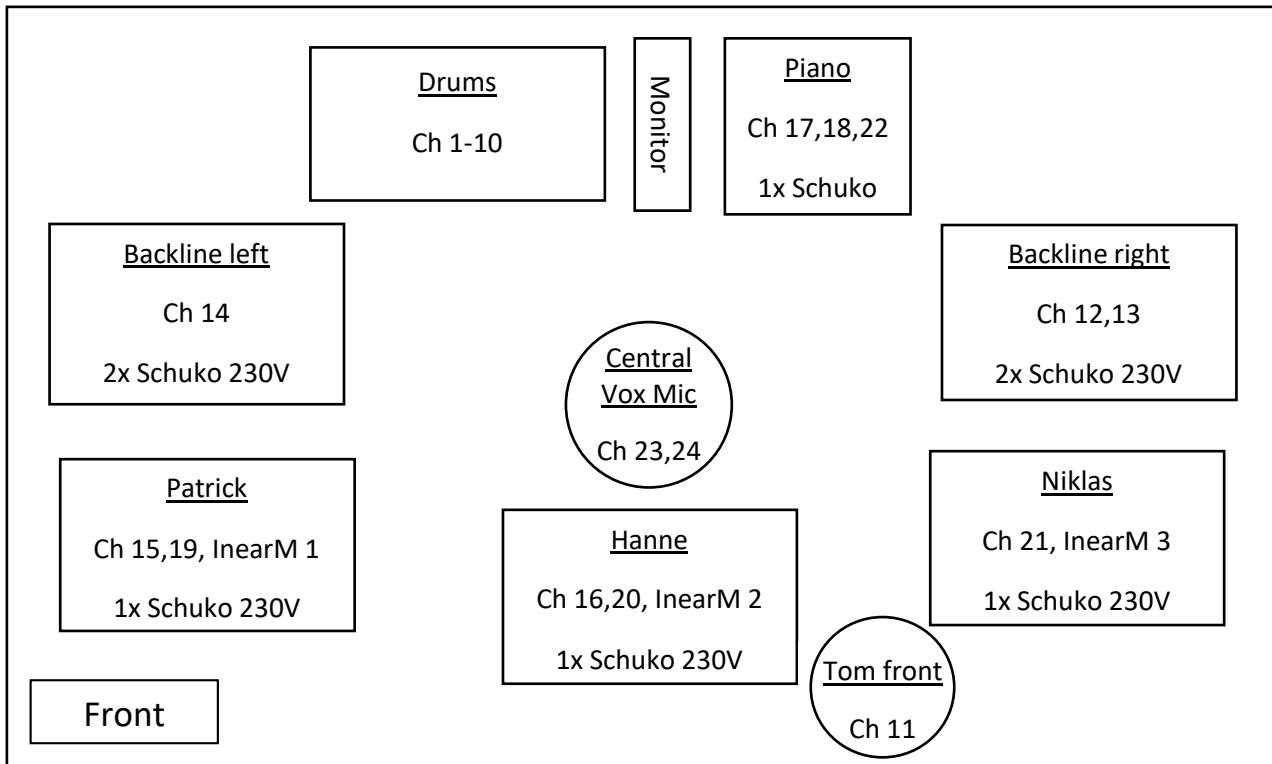 Drums
Ch 1-10
Monitor
Piano
Ch 17,18,22
1x Schuko
Backline left
Ch 14
2x Schuko 230V
Backline right
Ch 12,13
2x Schuko 230V
Central
Vox Mic
Ch 23,24
Patrick
Ch 15,19, InearM 1
1x Schuko 230V
Hanne
Ch 16,20, InearM 2
1x Schuko 230V
Niklas
Ch 21, InearM 3
1x Schuko 230V
Tom front
Ch 11
Front